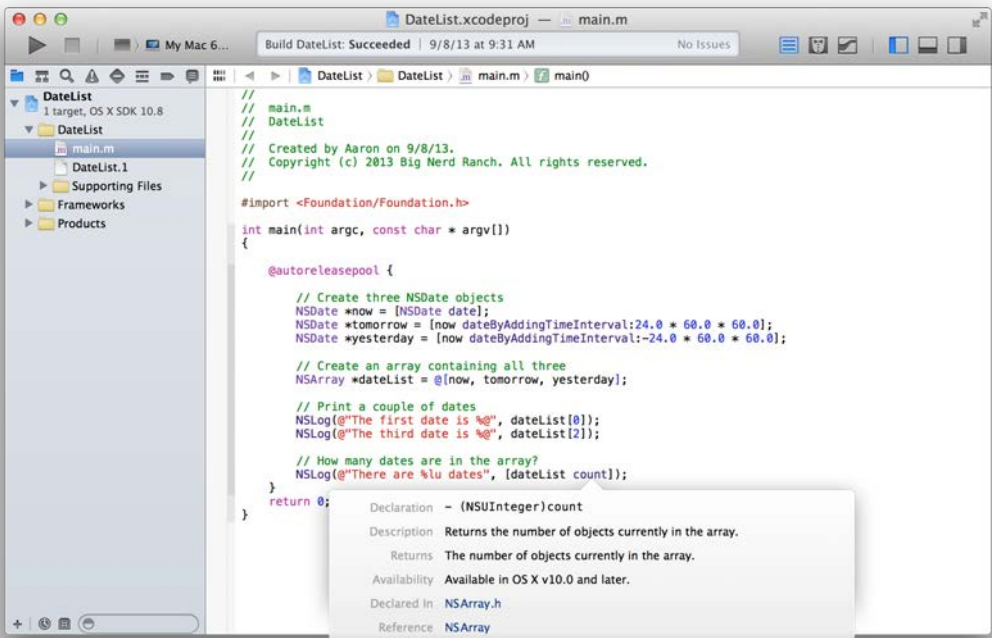 DateList.xcodeproj — main.m
My Mac 6...
Build DateList: Succeeded | 9/8/13 at 9:31 AM
No Issues
DateList
1 target, OS X SDK 10.8
DateList
main.m
DateList.1
Supporting Files
Frameworks
Products
DateList
DateList
main.m
main()
//
// main.m
// DateList
//
// Created by Aaron on 9/8/13.
// Copyright (c) 2013 Big Nerd Ranch. All rights reserved.
//
#import <Foundation/Foundation.h>
int main(int argc, const char * argv[])
{
@autoreleasepool {
// Create three NSDate objects
NSDate *now = [NSDate date];
NSDate *tomorrow = [now dateByAddingTimeInterval:24.0 * 60.0 * 60.0];
NSDate *yesterday = [now dateByAddingTimeInterval:-24.0 * 60.0 * 60.0];
// Create an array containing all three
NSArray *dateList = @[now, tomorrow, yesterday];
// Print a couple of dates
NSLog(@"The first date is %@", dateList[0]);
NSLog(@"The third date is %@", dateList[2]);
// How many dates are in the array?
NSLog(@"There are %lu dates", [dateList count]);
}
return 0;
}
Declaration - (NSUInteger)count
Description Returns the number of objects currently in the array.
Returns The number of objects currently in the array.
Availability Available in OS X v10.0 and later.
Declared In NSArray.h
Reference NSArray